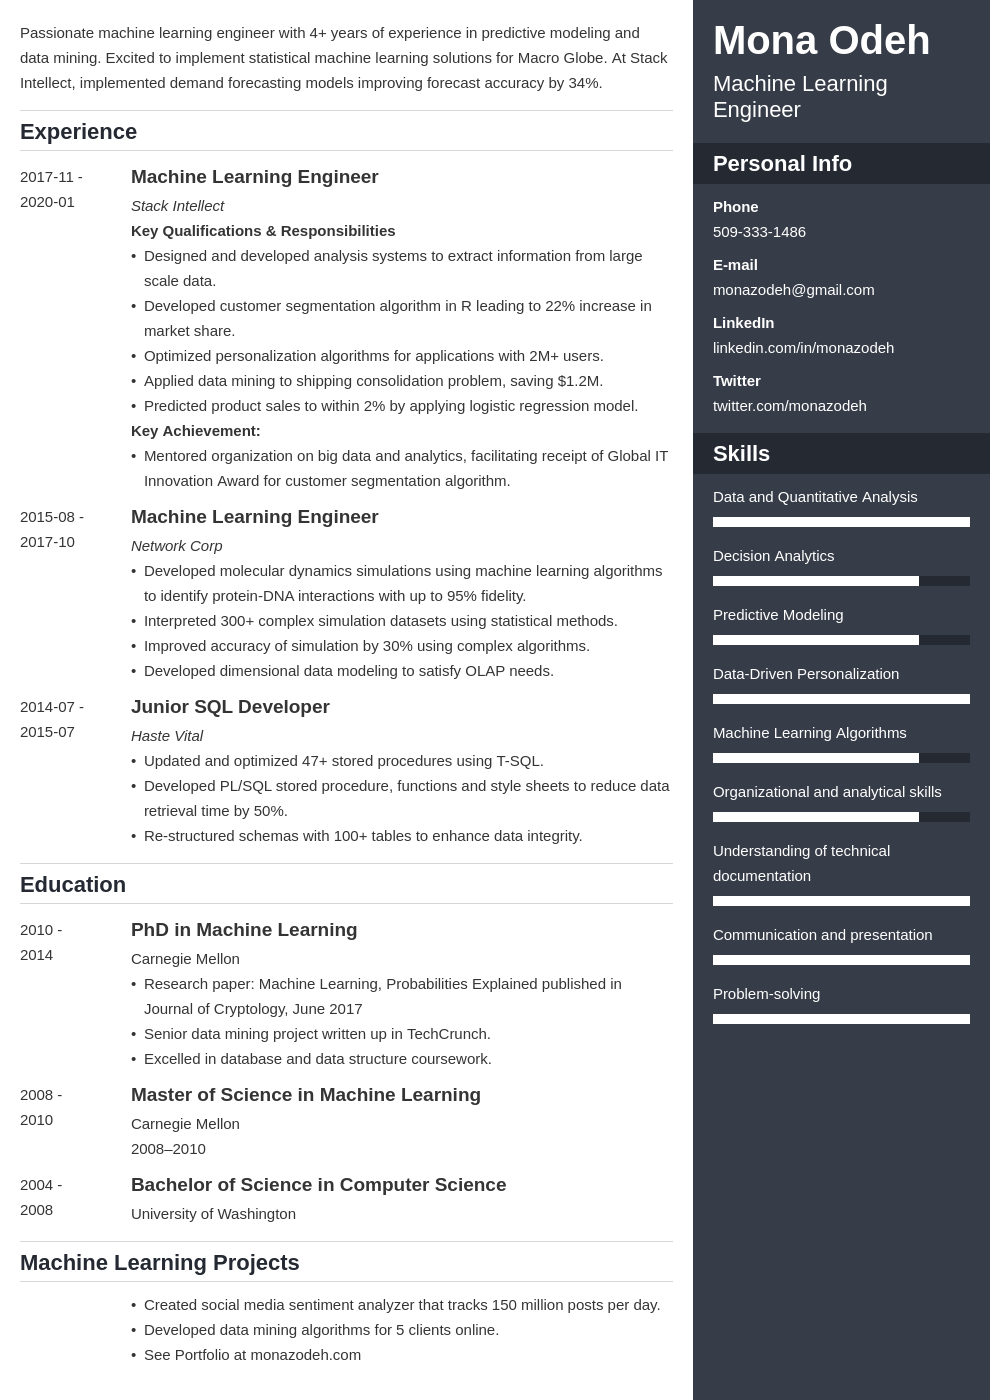 Passionate machine learning engineer with 4+ years of experience in predictive modeling and
data mining. Excited to implement statistical machine learning solutions for Macro Globe. At Stack
Intellect, implemented demand forecasting models improving forecast accuracy by 34%.
Experience
2017-11 -
2020-01
Machine Learning Engineer
Stack Intellect
Key Qualifications & Responsibilities
• Designed and developed analysis systems to extract information from large
scale data.
• Developed customer segmentation algorithm in R leading to 22% increase in
market share.
• Optimized personalization algorithms for applications with 2M+ users.
• Applied data mining to shipping consolidation problem, saving $1.2M.
• Predicted product sales to within 2% by applying logistic regression model.
Key Achievement:
• Mentored organization on big data and analytics, facilitating receipt of Global IT
Innovation Award for customer segmentation algorithm.
2015-08 -
2017-10
Machine Learning Engineer
Network Corp
• Developed molecular dynamics simulations using machine learning algorithms
to identify protein-DNA interactions with up to 95% fidelity.
• Interpreted 300+ complex simulation datasets using statistical methods.
• Improved accuracy of simulation by 30% using complex algorithms.
• Developed dimensional data modeling to satisfy OLAP needs.
2014-07 -
2015-07
Junior SQL Developer
Haste Vital
• Updated and optimized 47+ stored procedures using T-SQL.
• Developed PL/SQL stored procedure, functions and style sheets to reduce data
retrieval time by 50%.
• Re-structured schemas with 100+ tables to enhance data integrity.
Education
2010 -
2014
PhD in Machine Learning
Carnegie Mellon
• Research paper: Machine Learning, Probabilities Explained published in
Journal of Cryptology, June 2017
• Senior data mining project written up in TechCrunch.
• Excelled in database and data structure coursework.
2008 -
2010
Master of Science in Machine Learning
Carnegie Mellon
2008–2010
2004 -
2008
Bachelor of Science in Computer Science
University of Washington
Machine Learning Projects
• Created social media sentiment analyzer that tracks 150 million posts per day.
• Developed data mining algorithms for 5 clients online.
• See Portfolio at monazodeh.com
Mona Odeh
Machine Learning
Engineer
Personal Info
Phone
509-333-1486
E-mail
monazodeh@gmail.com
LinkedIn
linkedin.com/in/monazodeh
Twitter
twitter.com/monazodeh
Skills
Data and Quantitative Analysis
Decision Analytics
Predictive Modeling
Data-Driven Personalization
Machine Learning Algorithms
Organizational and analytical skills
Understanding of technical
documentation
Communication and presentation
Problem-solving